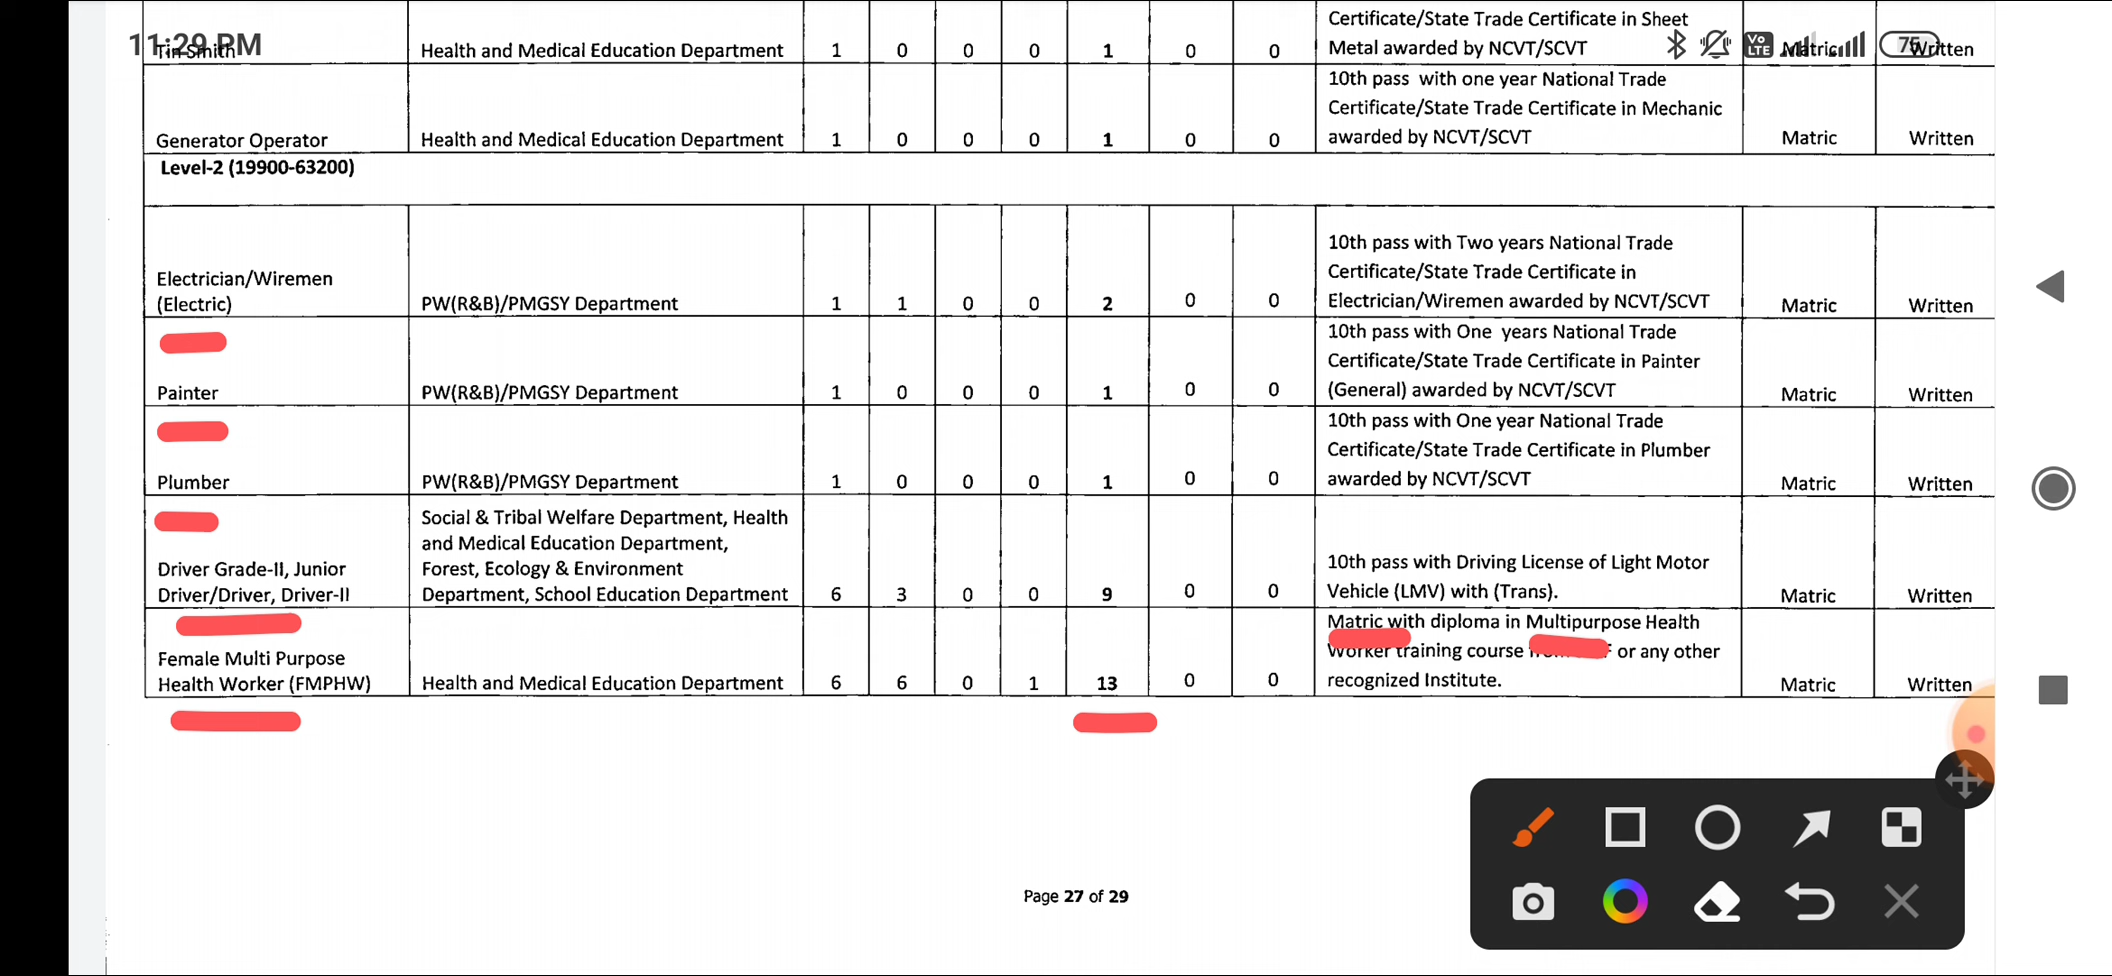 Certificate/State Trade Certificate in Sheet
11:29 PM
Tin Smith Health and Medical Education Department 1 0 0 0 1 0 0 Metal awarded by NCVT/SCVT Matric Written
Vo LTE
75
10th pass with one year National Trade
Certificate/State Trade Certificate in Mechanic
Generator Operator Health and Medical Education Department 1 0 0 0 1 0 0 awarded by NCVT/SCVT Matric Written
Level-2 (19900-63200)
10th pass with Two years National Trade
Electrician/Wiremen Certificate/State Trade Certificate in
(Electric) PW(R&B)/PMGSY Department 1 1 0 0 2 0 0 Electrician/Wiremen awarded by NCVT/SCVT Matric Written
10th pass with One years National Trade
Certificate/State Trade Certificate in Painter
Painter PW(R&B)/PMGSY Department 1 0 0 0 1 0 0 (General) awarded by NCVT/SCVT Matric Written
10th pass with One year National Trade
Certificate/State Trade Certificate in Plumber
Plumber PW(R&B)/PMGSY Department 1 0 0 0 1 0 0 awarded by NCVT/SCVT Matric Written
Social & Tribal Welfare Department, Health
and Medical Education Department,
Driver Grade-II, Junior Forest, Ecology & Environment 10th pass with Driving License of Light Motor
Driver/Driver, Driver-II Department, School Education Department 6 3 0 0 9 0 0 Vehicle (LMV) with (Trans). Matric Written
Matric with diploma in Multipurpose Health
Female Multi Purpose Worker training course or any other
Health Worker (FMPHW) Health and Medical Education Department 6 6 0 1 13 0 0 recognized Institute. Matric Written
Page 27 of 29